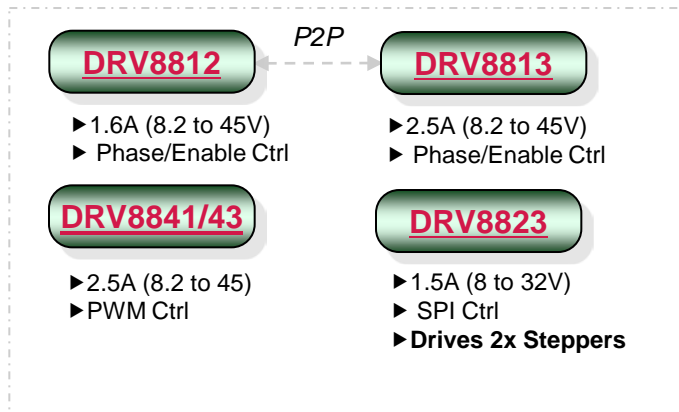 P2P
DRV8812
DRV8813
▶1.6A (8.2 to 45V)
▶ Phase/Enable Ctrl
▶2.5A (8.2 to 45V)
▶ Phase/Enable Ctrl
DRV8841/43
DRV8823
▶2.5A (8.2 to 45)
▶PWM Ctrl
▶1.5A (8 to 32V)
▶ SPI Ctrl
▶Drives 2x Steppers